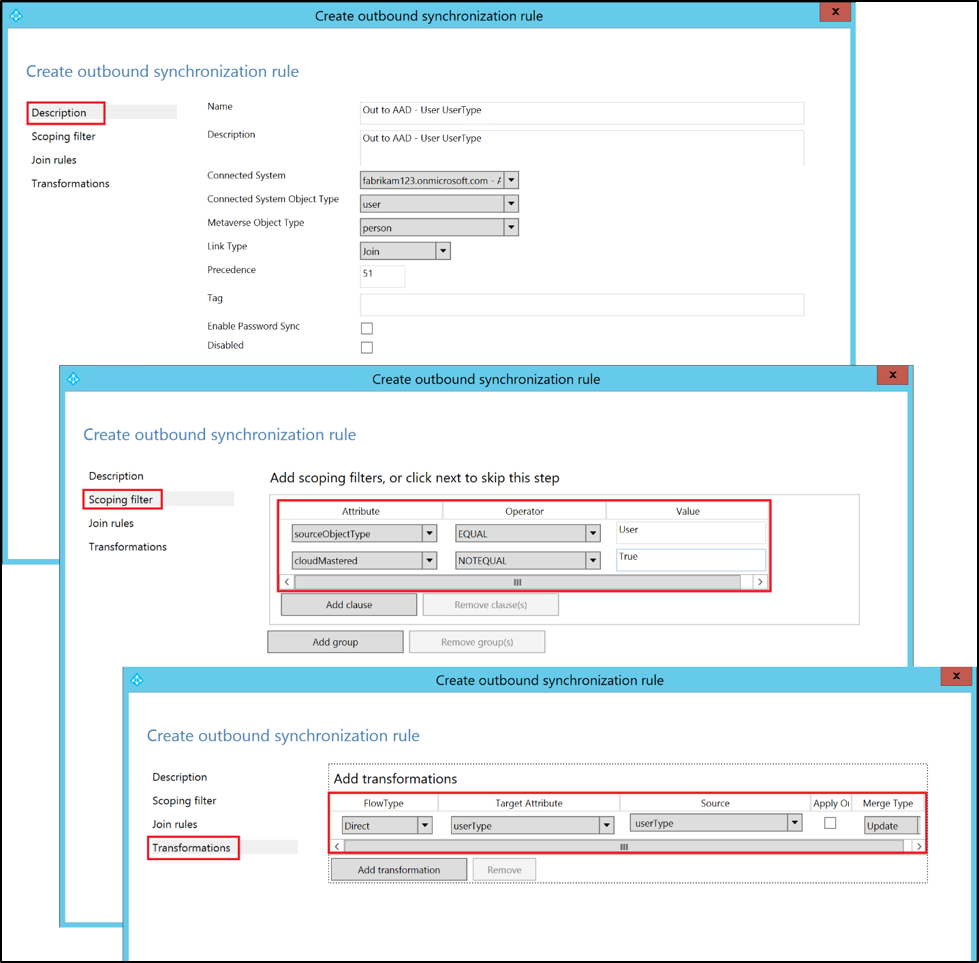 Create outbound synchronization rule
x
Create outbound synchronization rule
Description
Scoping filter
Join rules
Transformations
Name
Out to AAD - User UserType
Description
Out to AAD - User UserType
Connected System
fabrikam123.onmicrosoft.com - A
Connected System Object Type
user
Metaverse Object Type
person
Link Type
Join
Precedence
51
Tag
Enable Password Sync
Disabled
Create outbound synchronization rule
x
Create outbound synchronization rule
Description
Scoping filter
Join rules
Transformations
Add scoping filters, or click next to skip this step
Attribute Operator Value
sourceObjectType EQUAL User
cloudMastered NOTEQUAL True
Add clause Remove clause(s)
Add group Remove group(s)
Create outbound synchronization rule
x
Create outbound synchronization rule
Description
Scoping filter
Join rules
Transformations
Add transformations
FlowType Target Attribute Source Apply Merge Type
Direct userType userType Update
Add transformation Remove